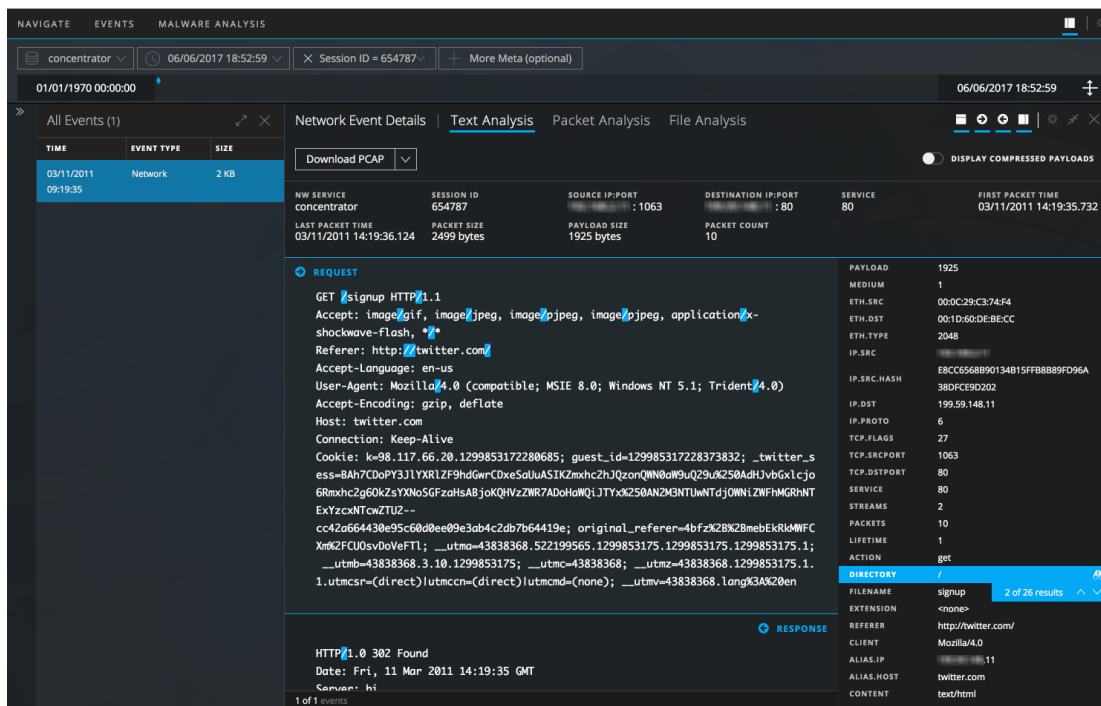 NAVIGATE EVENTS MALWARE ANALYSIS
concentrator 06/06/2017 18:52:59 Session ID = 654787 More Meta (optional)
01/01/1970 00:00:00 06/06/2017 18:52:59
All Events (1)
TIME EVENT TYPE SIZE
03/11/2011 Network 2 KB
09:19:35
Network Event Details | Text Analysis Packet Analysis File Analysis
Download PCAP DISPLAY COMPRESSED PAYLOADS
NW SERVICE SESSION ID SOURCE IP:PORT DESTINATION IP:PORT SERVICE FIRST PACKET TIME
concentrator 654787 : 1063 : 80 80 03/11/2011 14:19:35.732
LAST PACKET TIME PACKET SIZE PAYLOAD SIZE PACKET COUNT
03/11/2011 14:19:36.124 2499 bytes 1925 bytes 10
REQUEST
GET /signup HTTP/1.1
Accept: image/gif, image/jpeg, image/pjpeg, image/pjpeg, application/x-
shockwave-flash, */*
Referer: http://twitter.com/
Accept-Language: en-us
User-Agent: Mozilla/4.0 (compatible; MSIE 8.0; Windows NT 5.1; Trident/4.0)
Accept-Encoding: gzip, deflate
Host: twitter.com
Connection: Keep-Alive
Cookie: k=98.117.66.20.1299853172280685; guest_id=129985317228373832; _twitter_s
ess=BAh7CDoPY3JlYXRlZF9hdGwrCDxeSaUuASIKZmxhc2hJQzonQWN0aW9uQ29u%250AdHJvbGxlcjo
6Rmxhc2g6OkZsYXNoSGFzaHsABjoKQHVzZWR7ADoHaWQiJTYx%250AN2M3NTUwNTdjOWNiZWFhMGRhNT
ExYzcxNTcwZTU2--
cc42a664430e95c60d0ee09e3ab4c2db7b64419e; original_referer=4bfz%2B%2BmebEkRkMWFC
Xm%2FCUOsvDoVeFTl; __utma=43838368.522199565.1299853175.1299853175.1299853175.1;
__utmb=43838368.3.10.1299853175; __utmc=43838368; __utmz=43838368.1299853175.1.
1.utmcsr=(direct)|utmccn=(direct)|utmcmd=(none); __utmv=43838368.lang%3A%20en
RESPONSE
HTTP/1.0 302 Found
Date: Fri, 11 Mar 2011 14:19:35 GMT
Server: hi
1 of 1 events
PAYLOAD 1925
MEDIUM 1
ETH.SRC 00:0C:29:C3:74:F4
ETH.DST 00:1D:60:DE:BE:CC
ETH.TYPE 2048
IP.SRC
IP.SRC.HASH E8CC6568B90134B15FFB8B89FD96A
38DFCE9D202
IP.DST 199.59.148.11
IP.PROTO 6
TCP.FLAGS 27
TCP.SRCPORT 1063
TCP.DSTPORT 80
SERVICE 80
STREAMS 2
PACKETS 10
LIFETIME 1
ACTION get
DIRECTORY /
FILENAME signup 2 of 26 results
EXTENSION <none>
REFERER http://twitter.com/
CLIENT Mozilla/4.0
ALIAS.IP .11
ALIAS.HOST twitter.com
CONTENT text/html